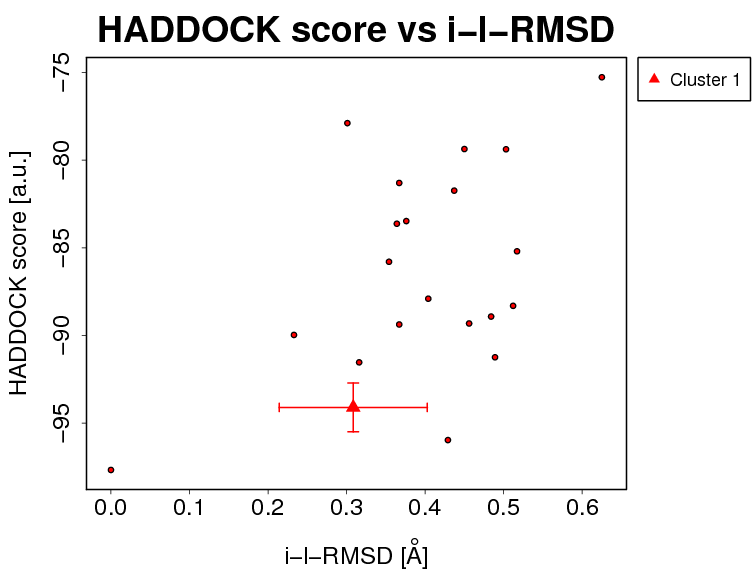 HADDOCK score vs i−l−RMSD
Cluster 1
HADDOCK score [a.u.]
−75
−80
−85
−90
−95
0.0 0.1 0.2 0.3 0.4 0.5 0.6
i−l−RMSD [Å]